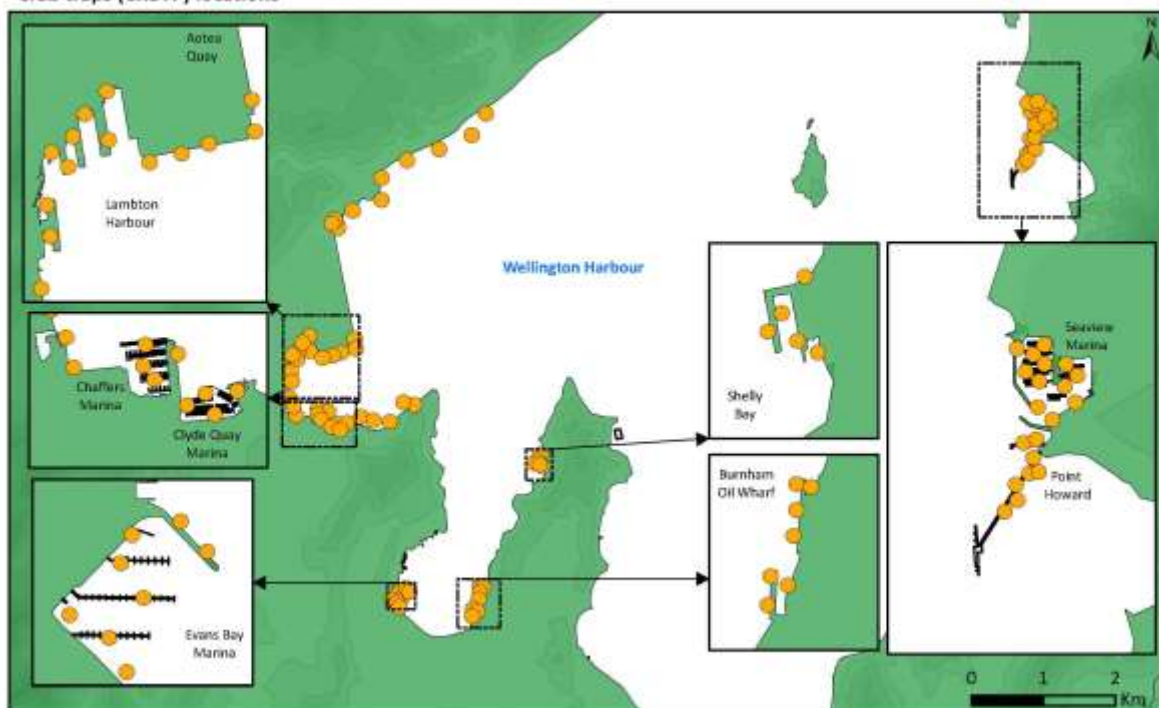 Aotea
Quay
Lambton
Harbour
N
Wellington Harbour
Chaffers
Marina
Clyde Quay
Marina
Shelly
Bay
Seaview
Marina
Burnham
Oil Wharf
Point
Howard
Evans Bay
Marina
0 1 2
Km